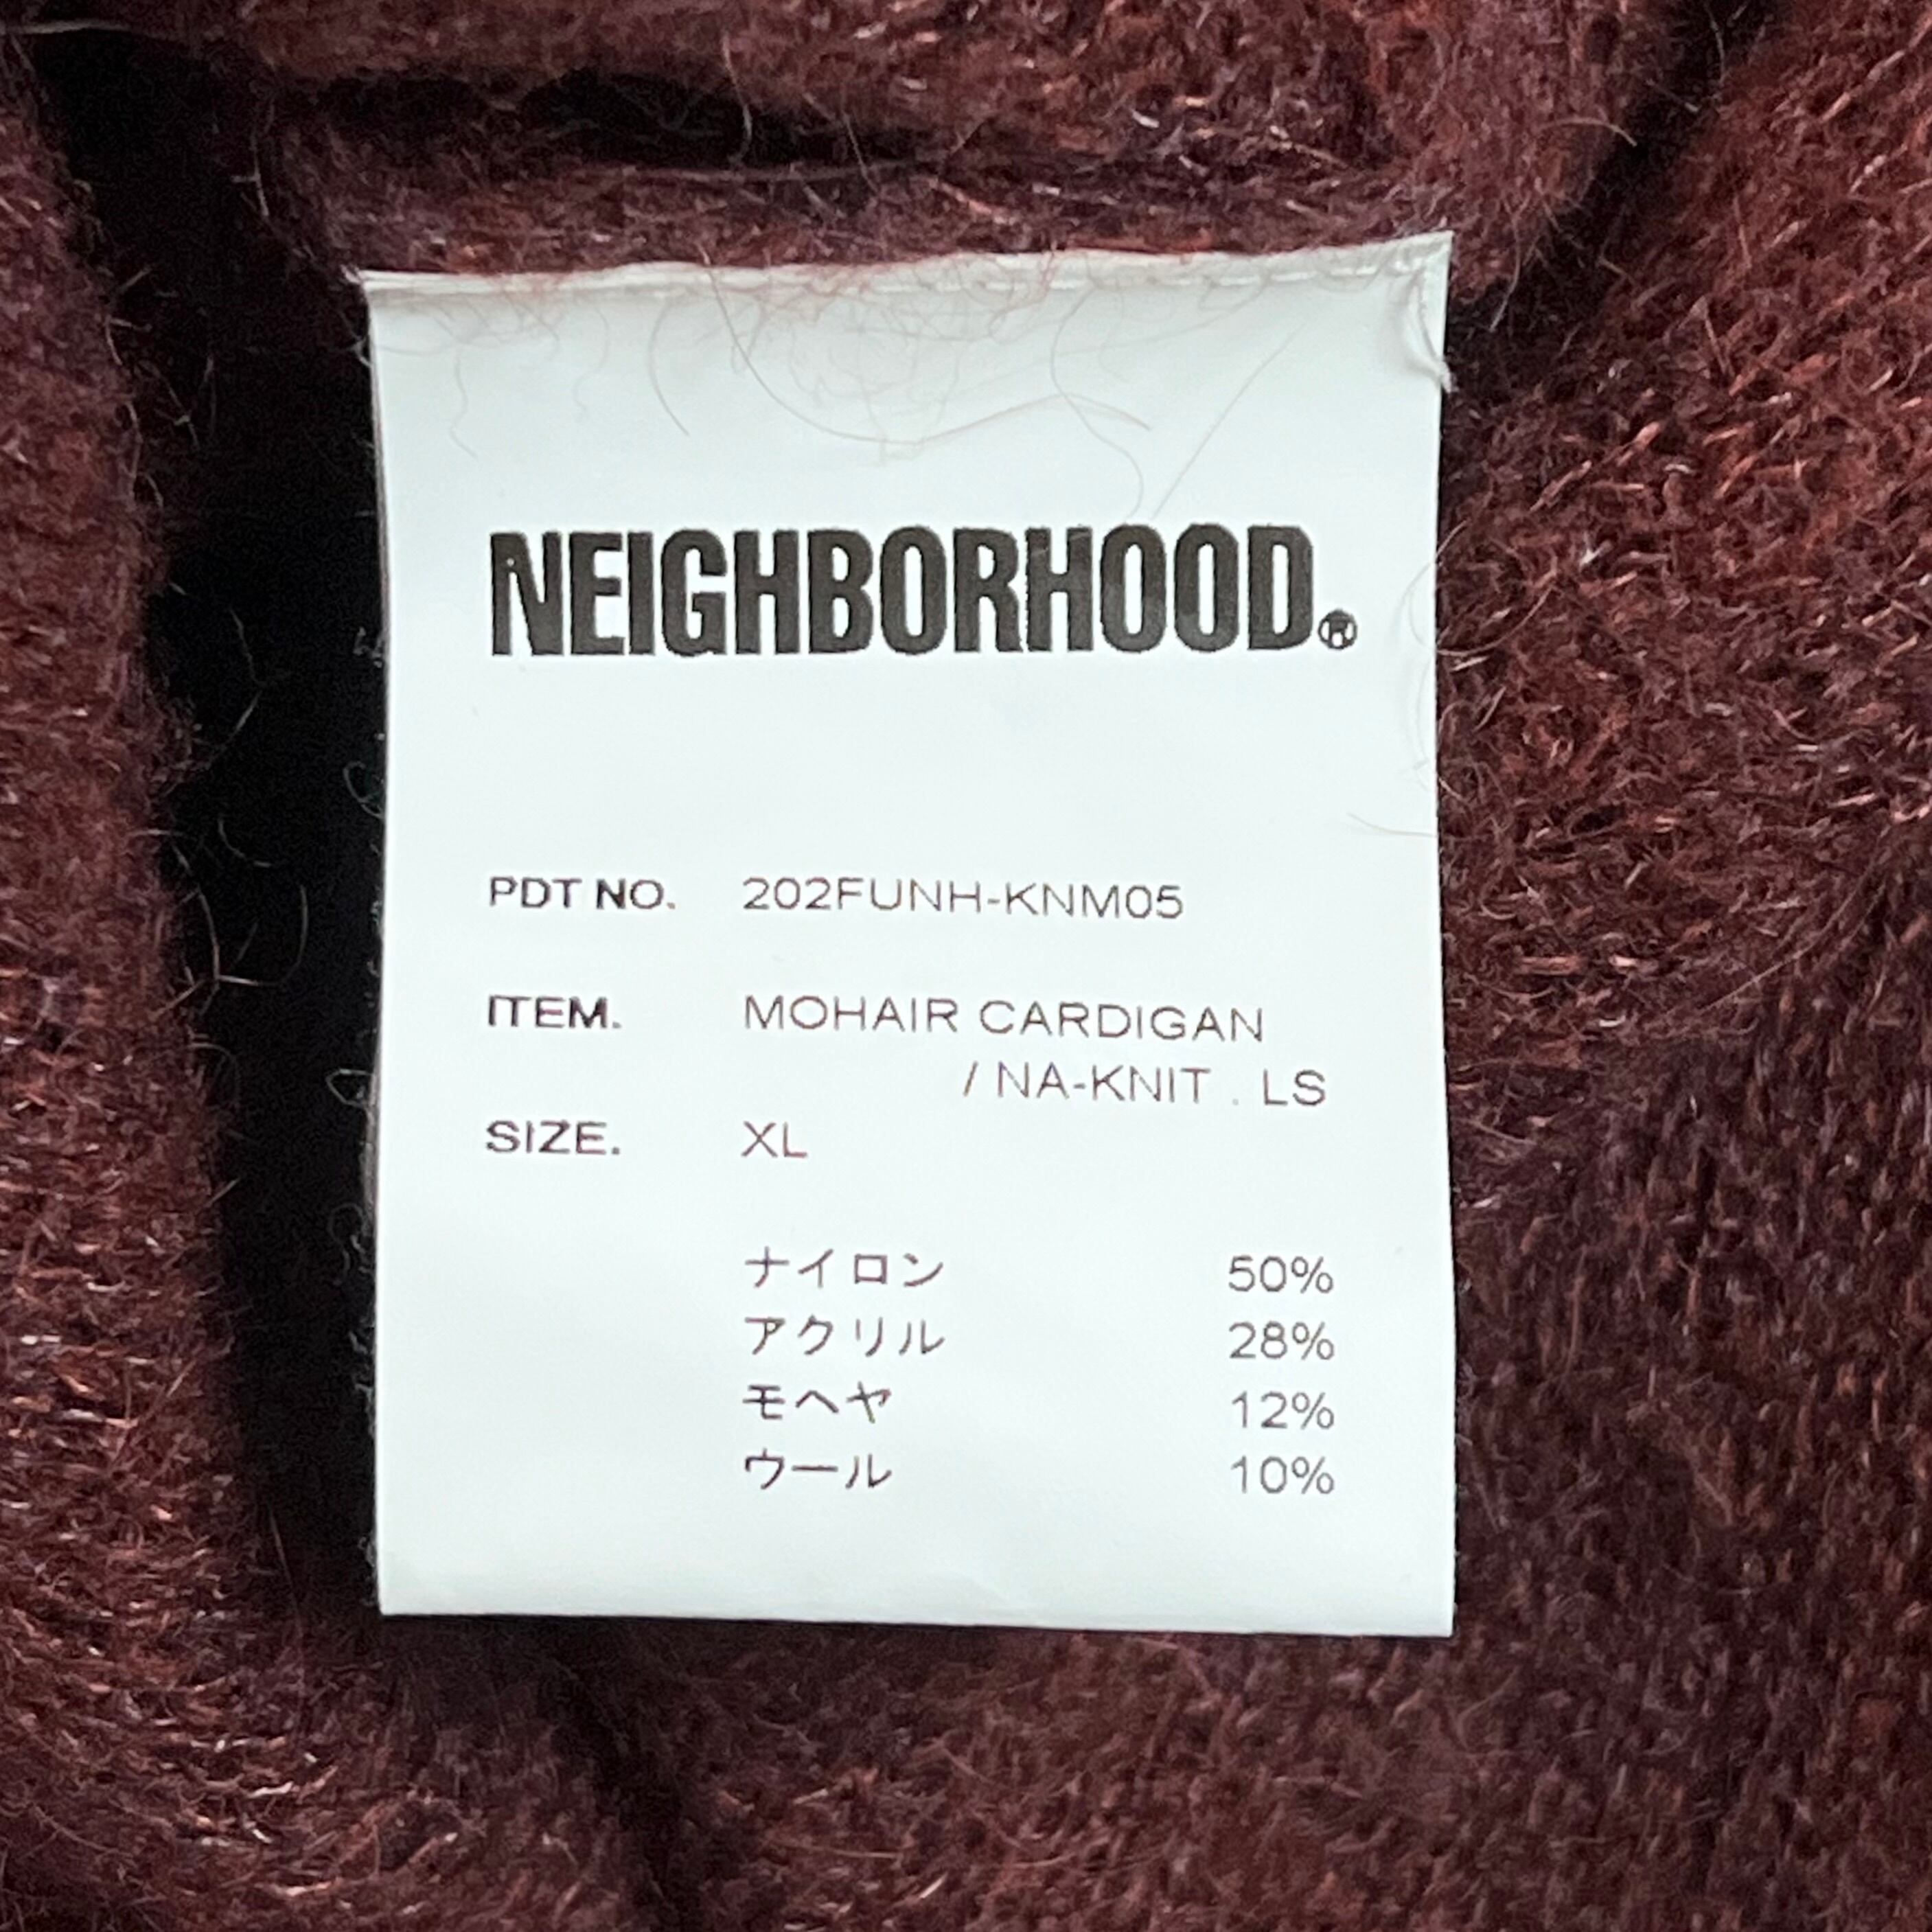 NEIGHBORHOOD®
PDT NO. 202FUNH-KNM05
ITEM. MOHAIR CARDIGAN
/ NA-KNIT . LS
SIZE. XL
ナイロン 50%
アクリル 28%
モヘヤ 12%
ウール 10%